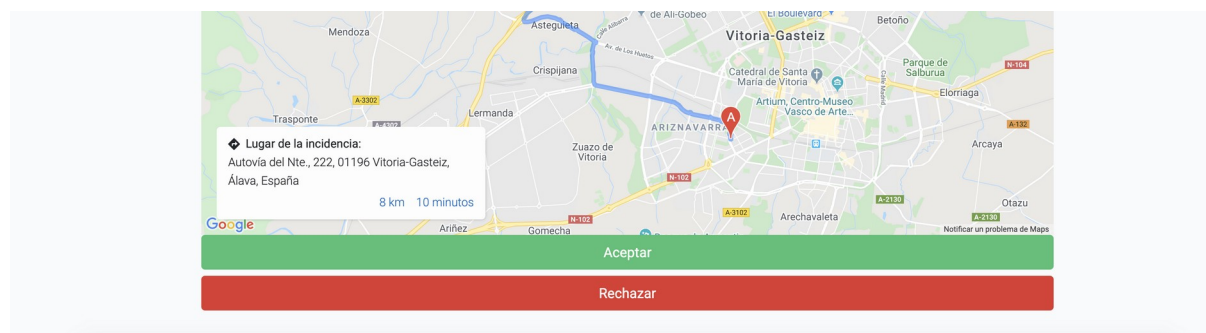 Mendoza
Astegueta
Calle Alibarra
de Ali-Gobeo
El Boulevard
Betoño
Vitoria-Gasteiz
Av. de Los Huetos
Crispijana
Catedral de Santa
María de Vitoria
Calle Madrid
Parque de
Salburua
N-104
Elorriaga
A-3302
Artium, Centro-Museo
Vasco de Arte...
Trasponte
Lermanda
A
ARIZNAVARRA
A-132
Arcaya
Zuazo de
Vitoria
N-102
Lugar de la incidencia:
Autovía del Nte., 222, 01196 Vitoria-Gasteiz,
Álava, España
8 km 10 minutos
A-2130
Otazu
Google
Ariñez
N-102
Gomecha
A-3102
Arechavaleta
A-2130
Notificar un problema de Maps
Aceptar
Rechazar